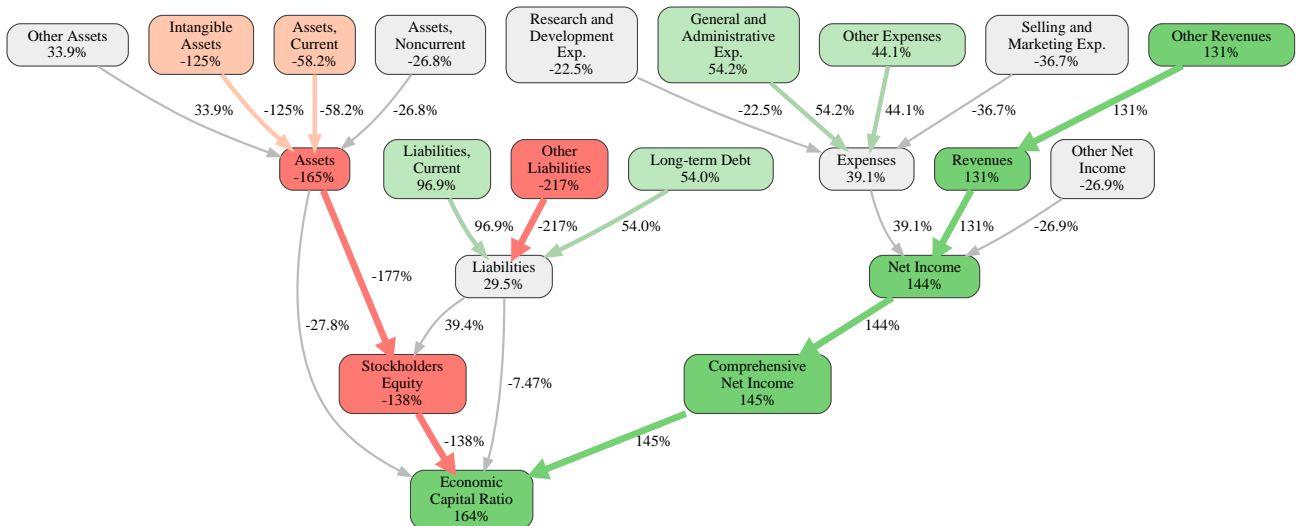 Other Assets
33.9%
Intangible
Assets
-125%
Assets,
Current
-58.2%
Assets,
Noncurrent
-26.8%
Research and
Development
Exp.
-22.5%
General and
Administrative
Exp.
54.2%
Other Expenses
44.1%
Selling and
Marketing Exp.
-36.7%
Other Revenues
131%
33.9%
-125%
-58.2%
-26.8%
-22.5%
54.2%
44.1%
-36.7%
131%
Assets
-165%
Liabilities,
Current
96.9%
Other
Liabilities
-217%
Long-term Debt
54.0%
Expenses
39.1%
Revenues
131%
Other Net
Income
-26.9%
96.9%
-217%
54.0%
39.1%
131%
-26.9%
Liabilities
29.5%
Net Income
144%
-177%
-27.8%
39.4%
144%
Stockholders
Equity
-138%
-7.47%
Comprehensive
Net Income
145%
-138%
145%
Economic
Capital Ratio
164%